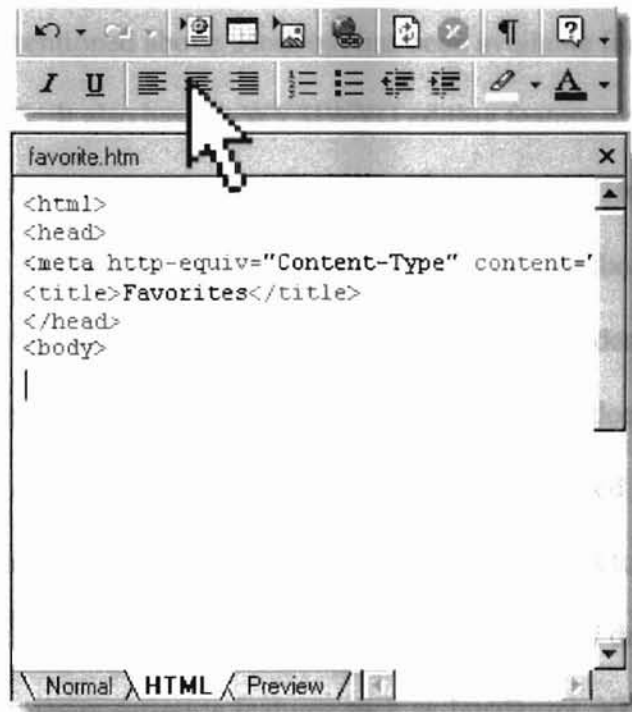 I U A
favorite.htm
<html>
<head>
<meta http-equiv="Content-Type" content='
<title>Favorites</title>
</head>
<body>
Normal HTML Preview